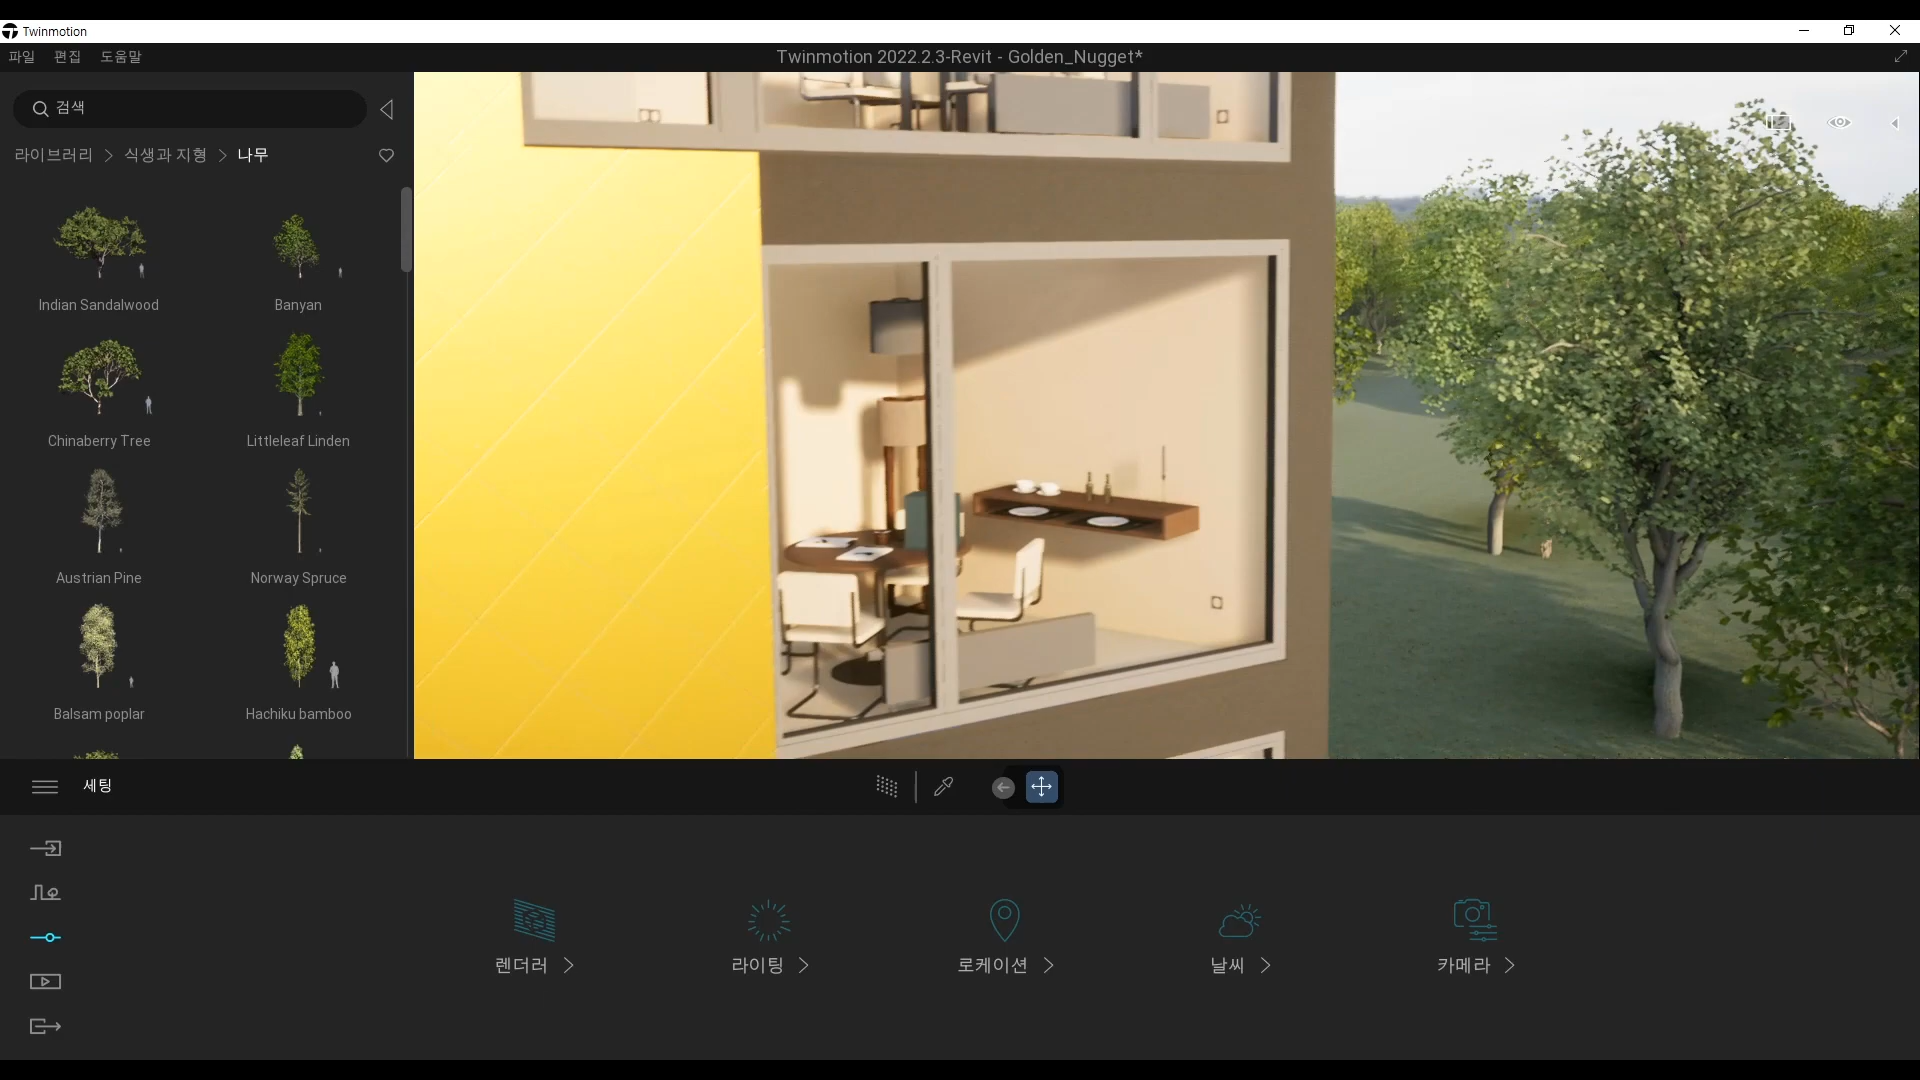 Twinmotion
파일 편집 도움말
Twinmotion 2022.2.3-Revit - Golden_Nugget*
검색
라이브러리 > 식생과 지형 > 나무
Indian Sandalwood
Banyan
Chinaberry Tree
Littleleaf Linden
Austrian Pine
Norway Spruce
Balsam poplar
Hachiku bamboo
세팅
렌더러
라이팅
로케이션
날씨
카메라